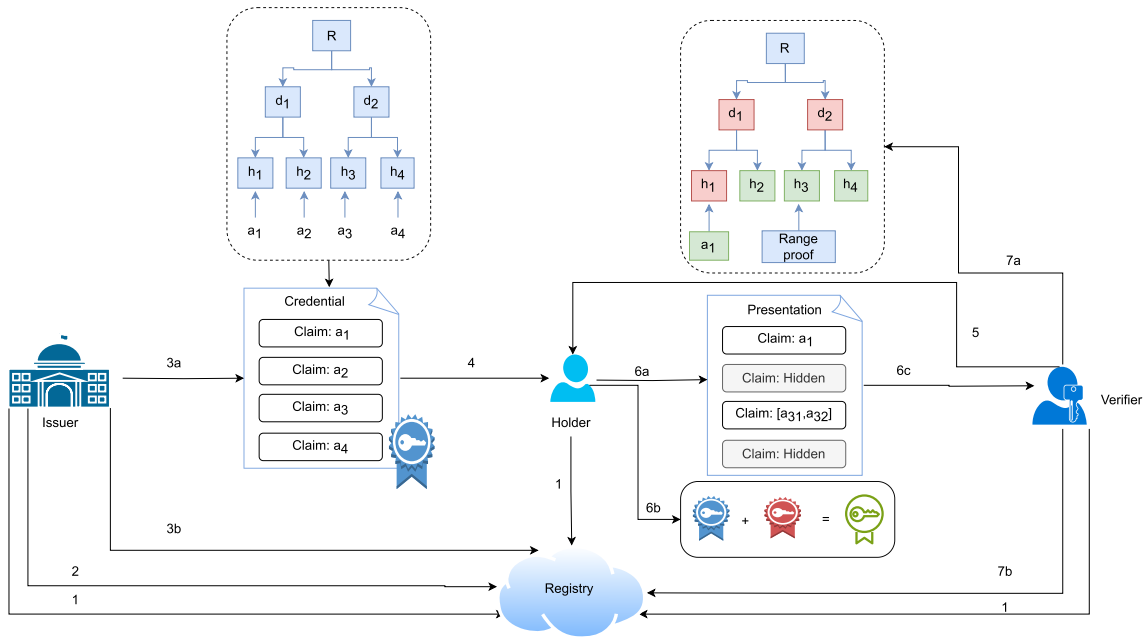 R
d1
d2
h1
h2
h3
h4
a1
a2
a3
a4
R
d1
d2
h1
h2
h3
h4
a1
Range
proof
7a
Credential
Claim: a1
Claim: a2
Claim: a3
Claim: a4
Presentation
Claim: a1
Claim: Hidden
Claim: [a31,a32]
Claim: Hidden
5
3a
4
6a
6c
Issuer
Holder
Verifier
1
6b
+
=
3b
2
1
Registry
7b
1